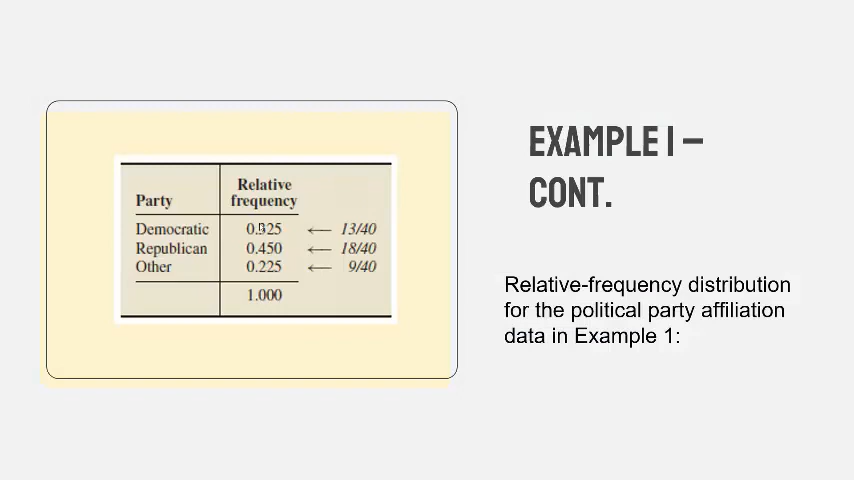 EXAMPLE 1 –
CONT.
Relative
Party frequency
Democratic 0.325 ← 13/40
Republican 0.450 ← 18/40
Other 0.225 ← 9/40
1.000
Relative-frequency distribution
for the political party affiliation
data in Example 1: